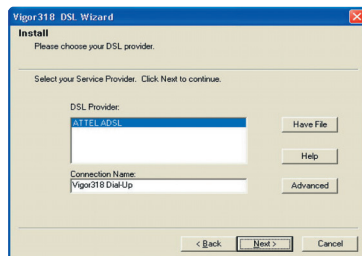 Vigor318 DSL Wizard
Install
Please choose your DSL provider.
Select your Service Provider. Click Next to continue.
DSL Provider:
ATTEL ADSL
Have File
Help
Connection Name:
Vigor318 Dial-Up
Advanced
< Back
Next >
Cancel